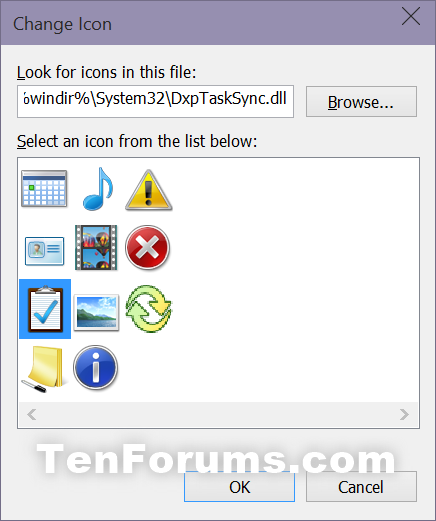 Change Icon
Look for icons in this file:
%windir%\System32\DxpTaskSync.dll
Browse...
Select an icon from the list below:
TenForums.com
OK
Cancel